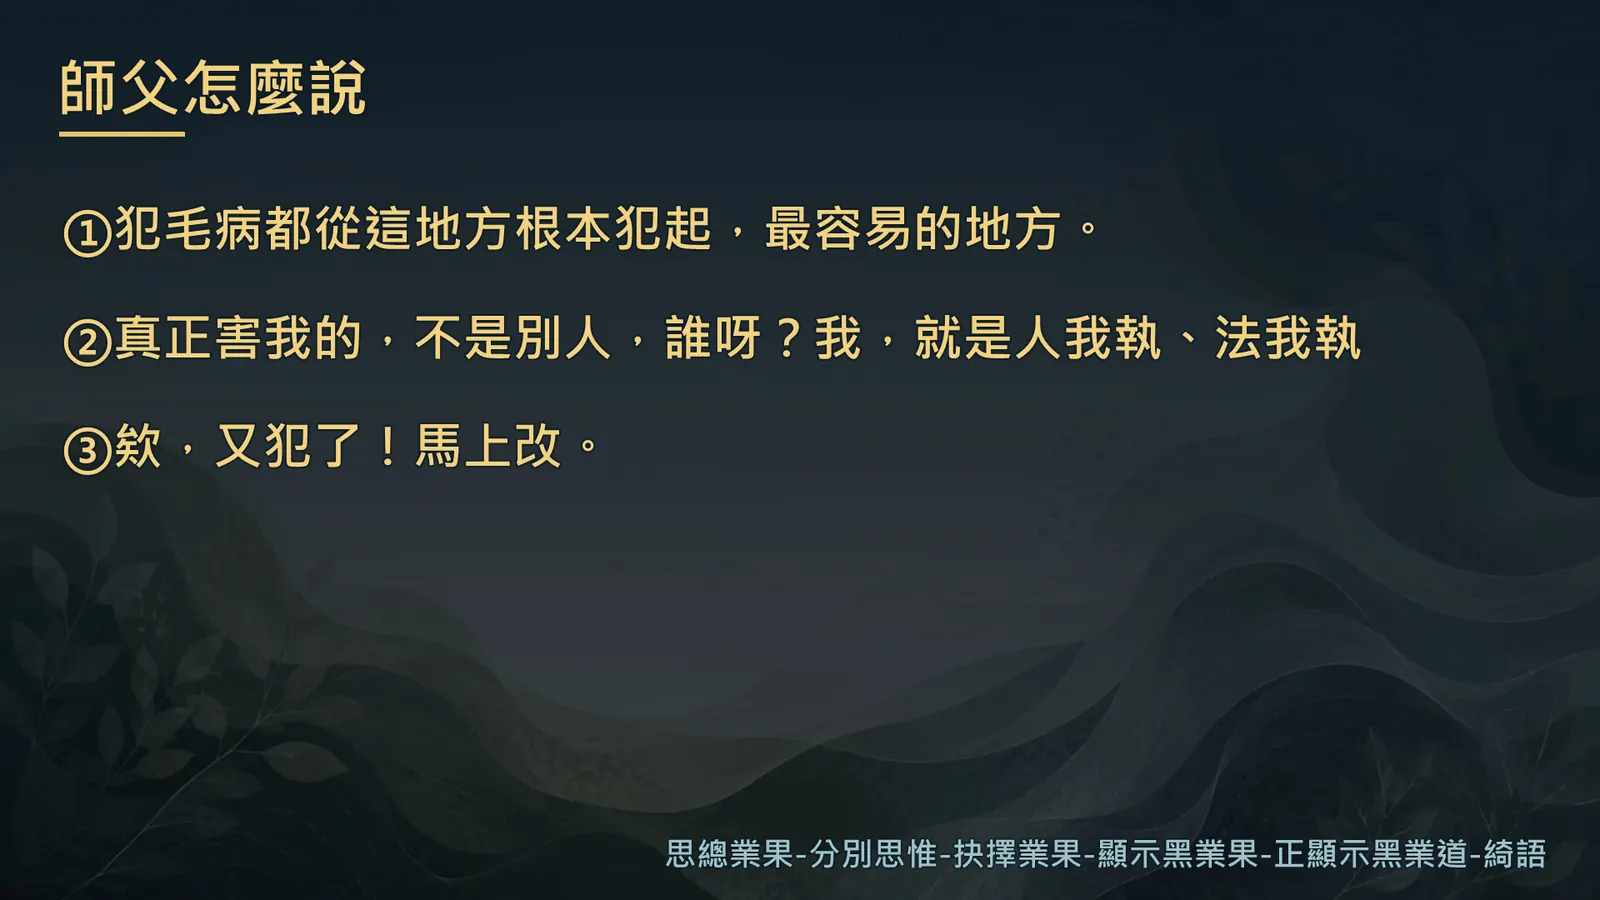 師父怎麼說
①犯毛病都從這地方根本犯起，最容易的地方。
②真正害我的，不是別人，誰呀？我，就是人我執、法我執
③欸，又犯了！馬上改。
思總業果-分別思惟-抉擇業果-顯示黑業果-正顯示黑業道-綺語